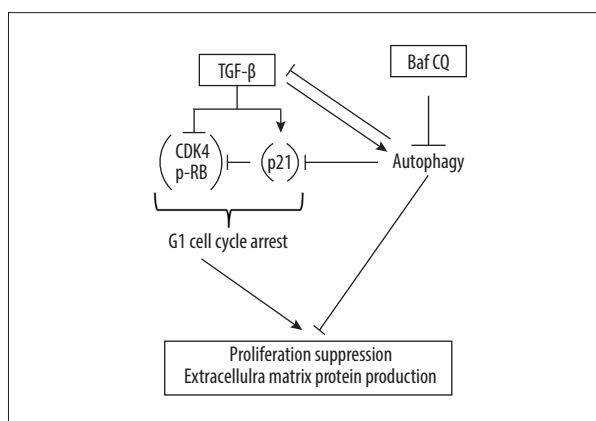 TGF-β
Baf CQ
CDK4
p-RB
p21
Autophagy
G1 cell cycle arrest
Proliferation suppression
Extracellulra matrix protein production